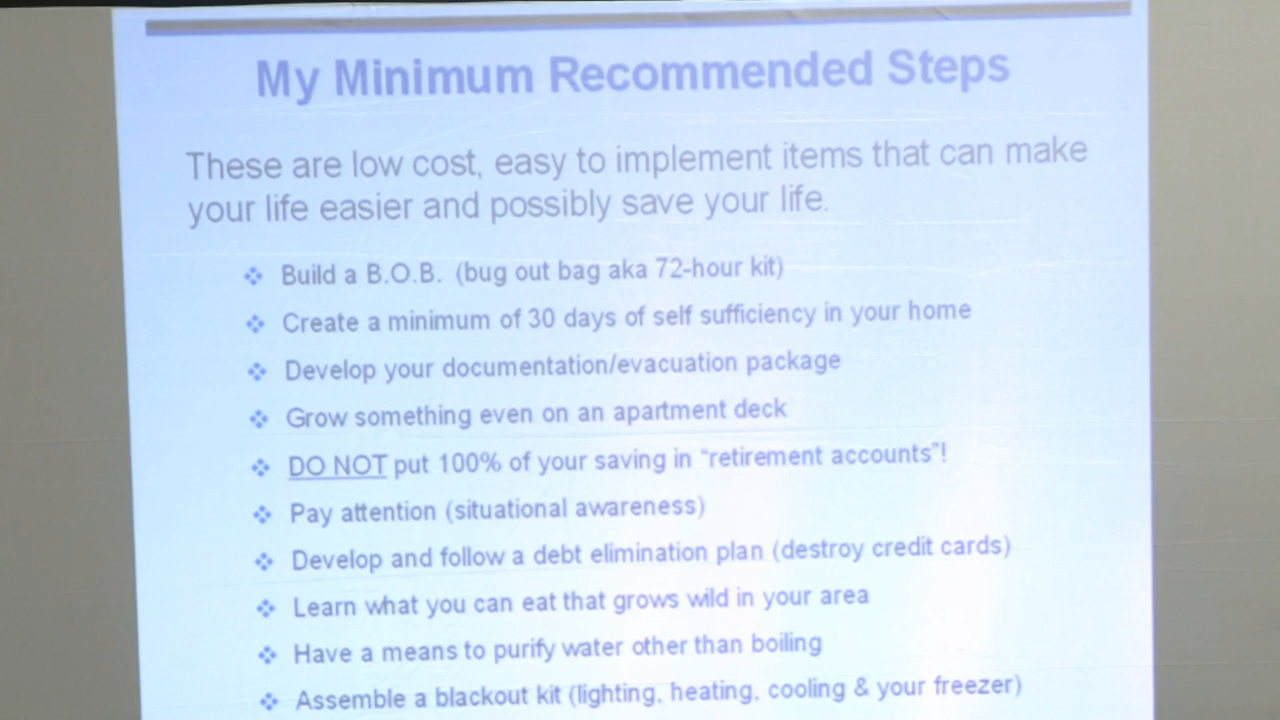 My Minimum Recommended Steps
These are low cost, easy to implement items that can make
your life easier and possibly save your life.
Build a B.O.B. (bug out bag aka 72-hour kit)
Create a minimum of 30 days of self sufficiency in your home
Develop your documentation/evacuation package
Grow something even on an apartment deck
DO NOT put 100% of your saving in “retirement accounts”!
Pay attention (situational awareness)
Develop and follow a debt elimination plan (destroy credit cards)
Learn what you can eat that grows wild in your area
Have a means to purify water other than boiling
Assemble a blackout kit (lighting, heating, cooling & your freezer)